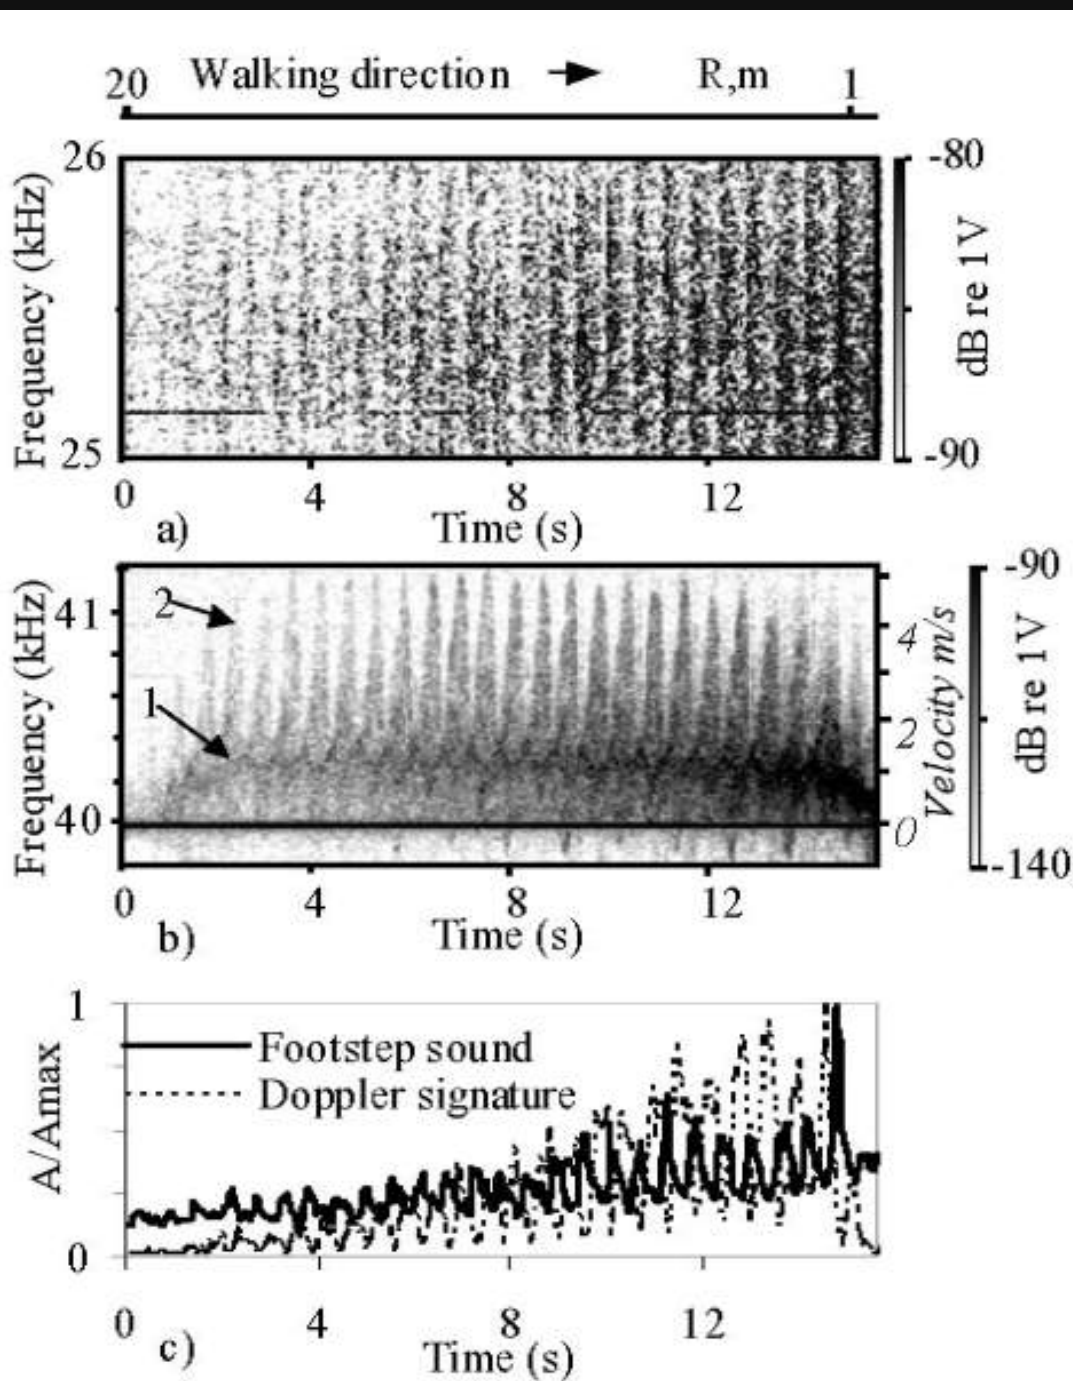 20 Walking direction R,m 1
26
Frequency (kHz)
25
-80
dB re 1V
-90
0 4 8 12
a) Time (s)
41
Frequency (kHz)
40
2
1
4
2
0
Velocity m/s
-90
dB re 1V
-140
0 4 8 12
b) Time (s)
1
A/Amax
0
Footstep sound
Doppler signature
0 4 8 12
c) Time (s)